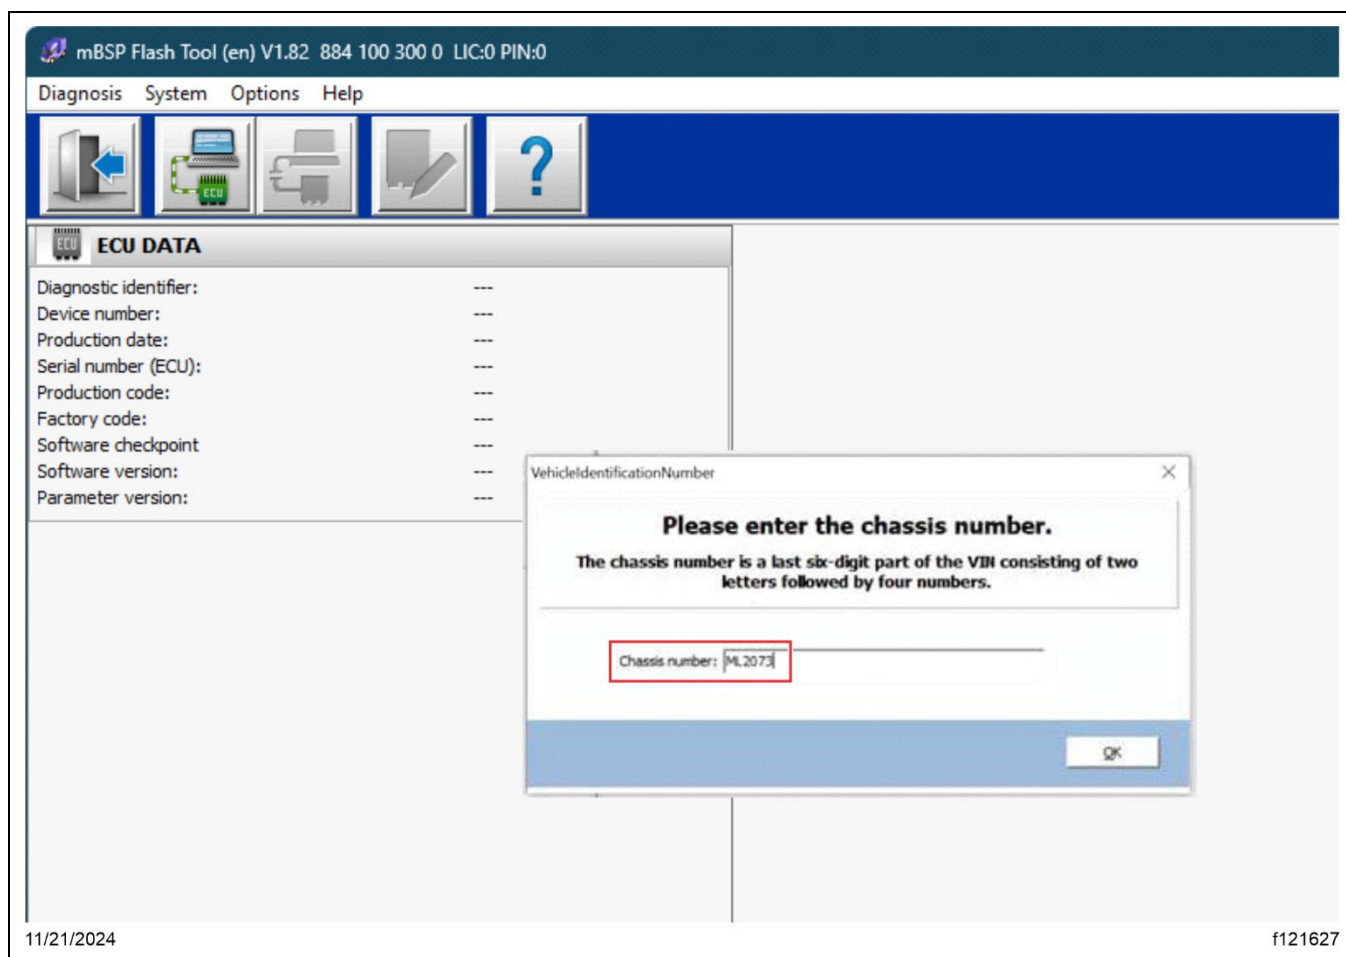 mBSP Flash Tool (en) V1.82 884 100 300 0 LIC:0 PIN:0
Diagnosis System Options Help
ECU
?
ECU ECU DATA
Diagnostic identifier: ---
Device number: ---
Production date: ---
Serial number (ECU): ---
Production code: ---
Factory code: ---
Software checkpoint ---
Software version: ---
Parameter version: ---
VehicleIdentificationNumber
Please enter the chassis number.
The chassis number is a last six-digit part of the VIN consisting of two
letters followed by four numbers.
Chassis number: ML2073
OK
11/21/2024 f121627